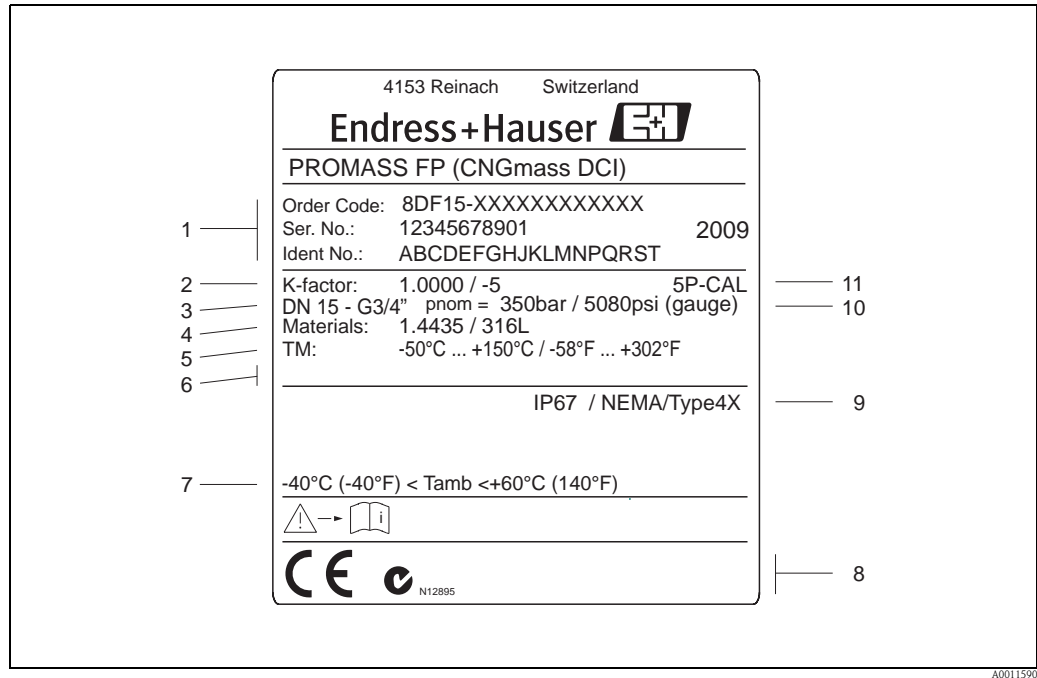 4153 Reinach Switzerland
Endress+Hauser E+H
PROMASS FP (CNGmass DCI)
1 Order Code: 8DF15-XXXXXXXXXXXX
Ser. No.: 12345678901 2009
Ident No.: ABCDEFGHJKLMNPQRST
2 K-factor: 1.0000 / -5 5P-CAL 11
3 DN 15 - G3/4” pnom = 350bar / 5080psi (gauge) 10
4 Materials: 1.4435 / 316L
5 TM: -50°C ... +150°C / -58°F ... +302°F
6
IP67 / NEMA/Type4X 9
7 -40°C (-40°F) < Tamb <+60°C (140°F)
i
CE N12895 8
A0011590